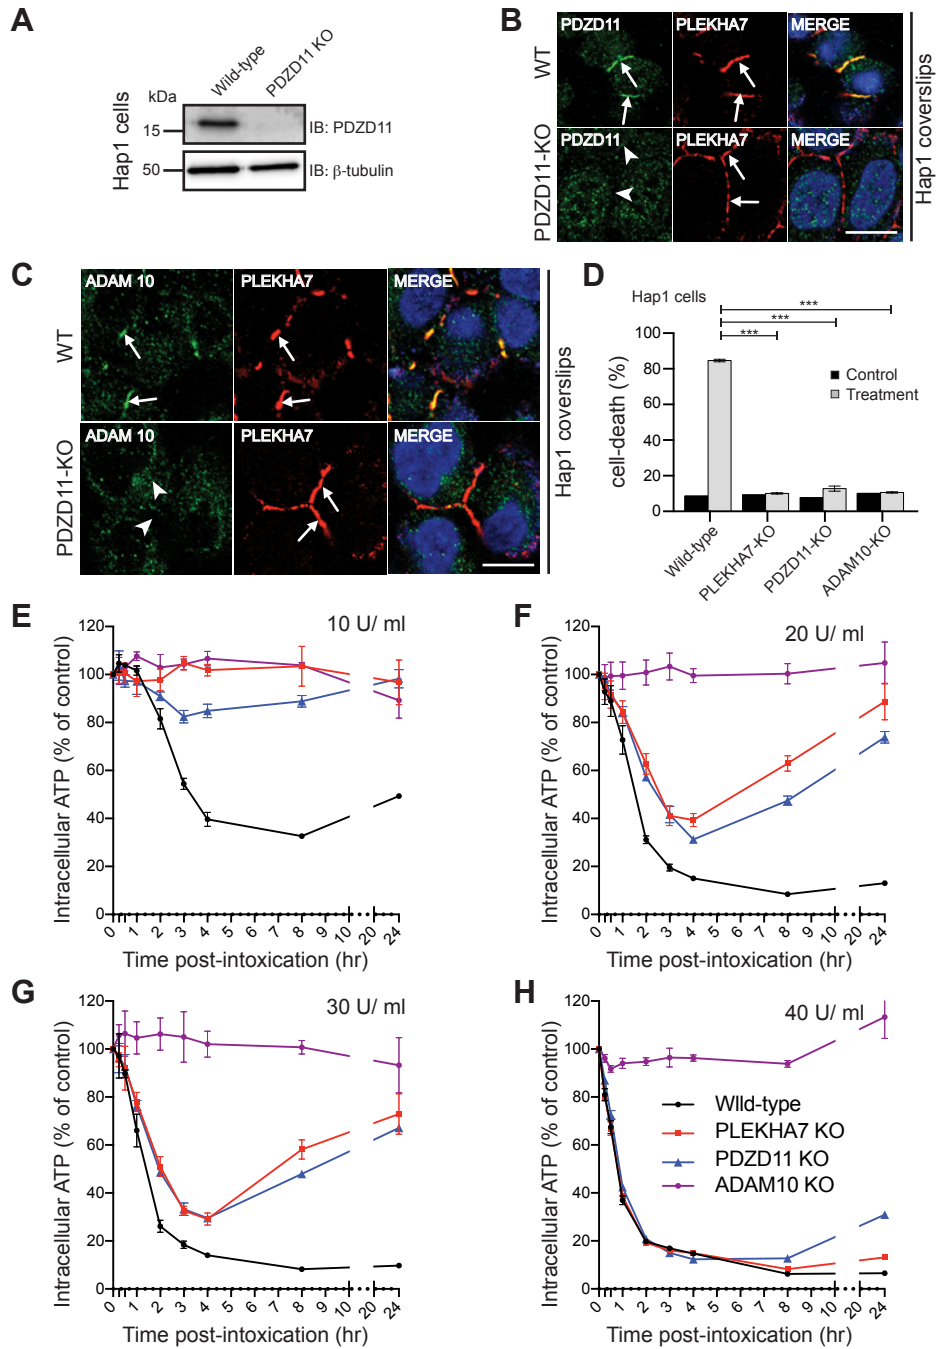 A
Hap1 cells
Wild-type
PDZD11 KO
kDa
15
IB: PDZD11
50
IB: β-tubulin
B
PDZD11
PLEKHA7
MERGE
WT
PDZD11
PLEKHA7
MERGE
PDZD11-KO
Hap1 coverslips
C
ADAM 10
PLEKHA7
MERGE
WT
ADAM 10
PLEKHA7
MERGE
PDZD11-KO
Hap1 coverslips
D
Hap1 cells
***
***
***
cell-death (%)
100
80
60
40
20
0
Control
Treatment
Wild-type
PLEKHA7-KO
PDZD11-KO
ADAM10-KO
E
10 U/ ml
Intracellular ATP (% of control)
120
100
80
60
40
20
0
0 1 2 3 4 5 6 7 8 9 10 20 24
Time post-intoxication (hr)
F
20 U/ ml
Intracellular ATP (% of control)
120
100
80
60
40
20
0
0 1 2 3 4 5 6 7 8 9 10 20 24
Time post-intoxication (hr)
G
30 U/ ml
Intracellular ATP (% of control)
120
100
80
60
40
20
0
0 1 2 3 4 5 6 7 8 9 10 20 24
Time post-intoxication (hr)
H
40 U/ ml
Intracellular ATP (% of control)
120
100
80
60
40
20
0
WIld-type
PLEKHA7 KO
PDZD11 KO
ADAM10 KO
0 1 2 3 4 5 6 7 8 9 10 20 24
Time post-intoxication (hr)